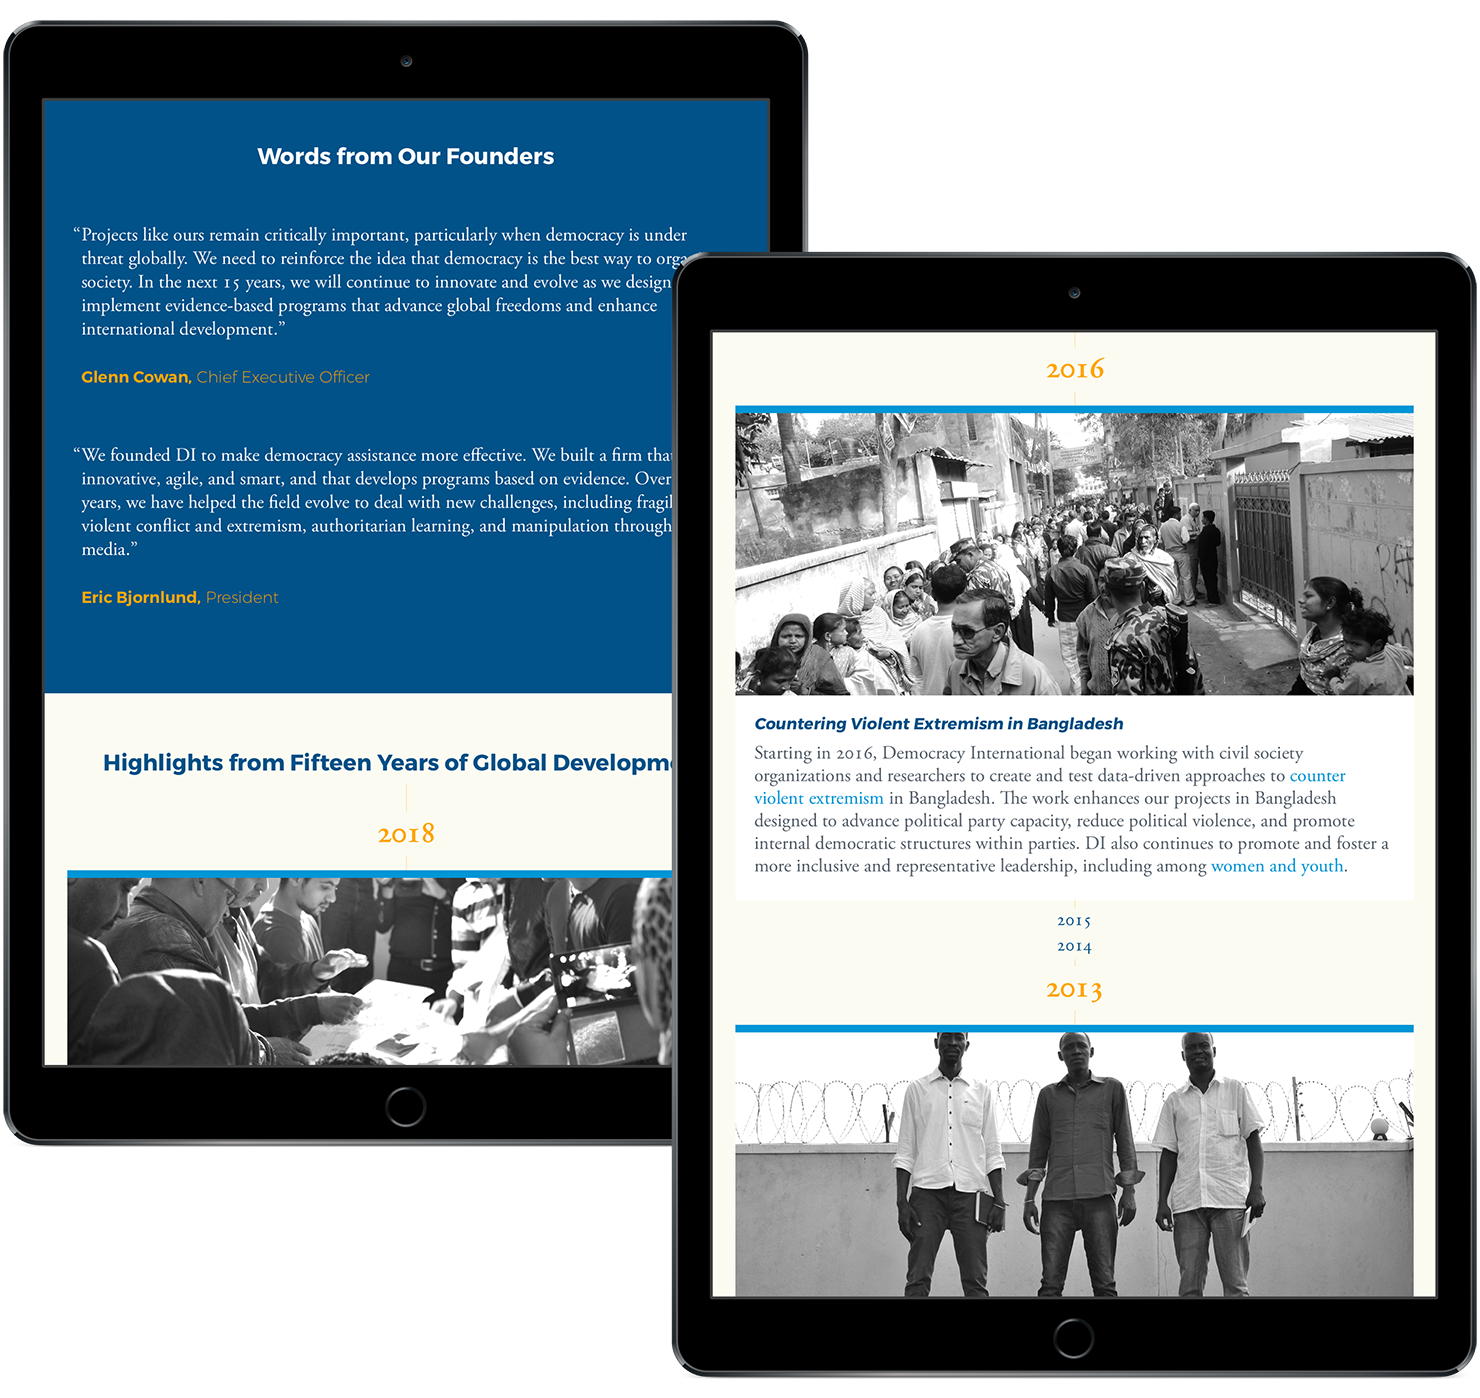 Words from Our Founders
“Projects like ours remain critically important, particularly when democracy is under
threat globally. We need to reinforce the idea that democracy is the best way to orga
society. In the next 15 years, we will continue to innovate and evolve as we design
implement evidence-based programs that advance global freedoms and enhance
international development.”
Glenn Cowan, Chief Executive Officer
“We founded DI to make democracy assistance more effective. We built a firm tha
innovative, agile, and smart, and that develops programs based on evidence. Over
years, we have helped the field evolve to deal with new challenges, including fragil
violent conflict and extremism, authoritarian learning, and manipulation through
media.”
Eric Bjornlund, President
Highlights from Fifteen Years of Global Developm
2018
2016
Countering Violent Extremism in Bangladesh
Starting in 2016, Democracy International began working with civil society
organizations and researchers to create and test data-driven approaches to counter
violent extremism in Bangladesh. The work enhances our projects in Bangladesh
designed to advance political party capacity, reduce political violence, and promote
internal democratic structures within parties. DI also continues to promote and foster a
more inclusive and representative leadership, including among women and youth.
2015
2014
2013